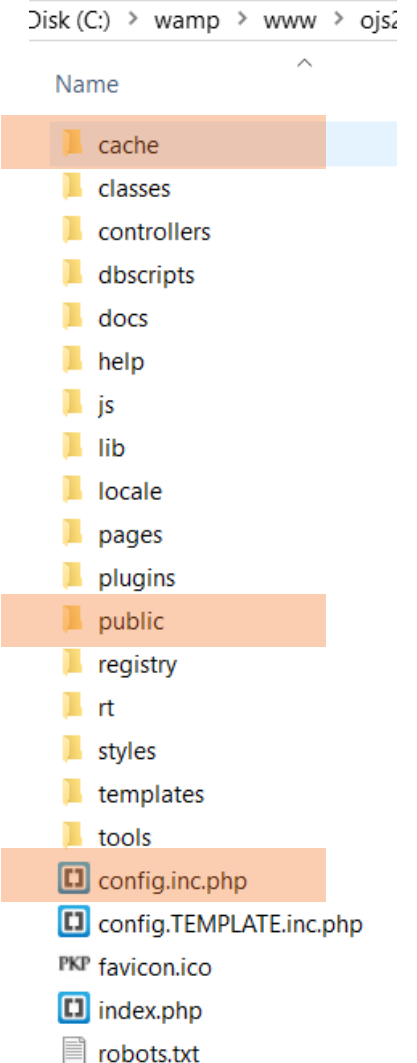 Disk (C:) > wamp > www > ojs2
Name
cache
classes
controllers
dbscripts
docs
help
js
lib
locale
pages
plugins
public
registry
rt
styles
templates
tools
config.inc.php
config.TEMPLATE.inc.php
PKP favicon.ico
index.php
robots.txt